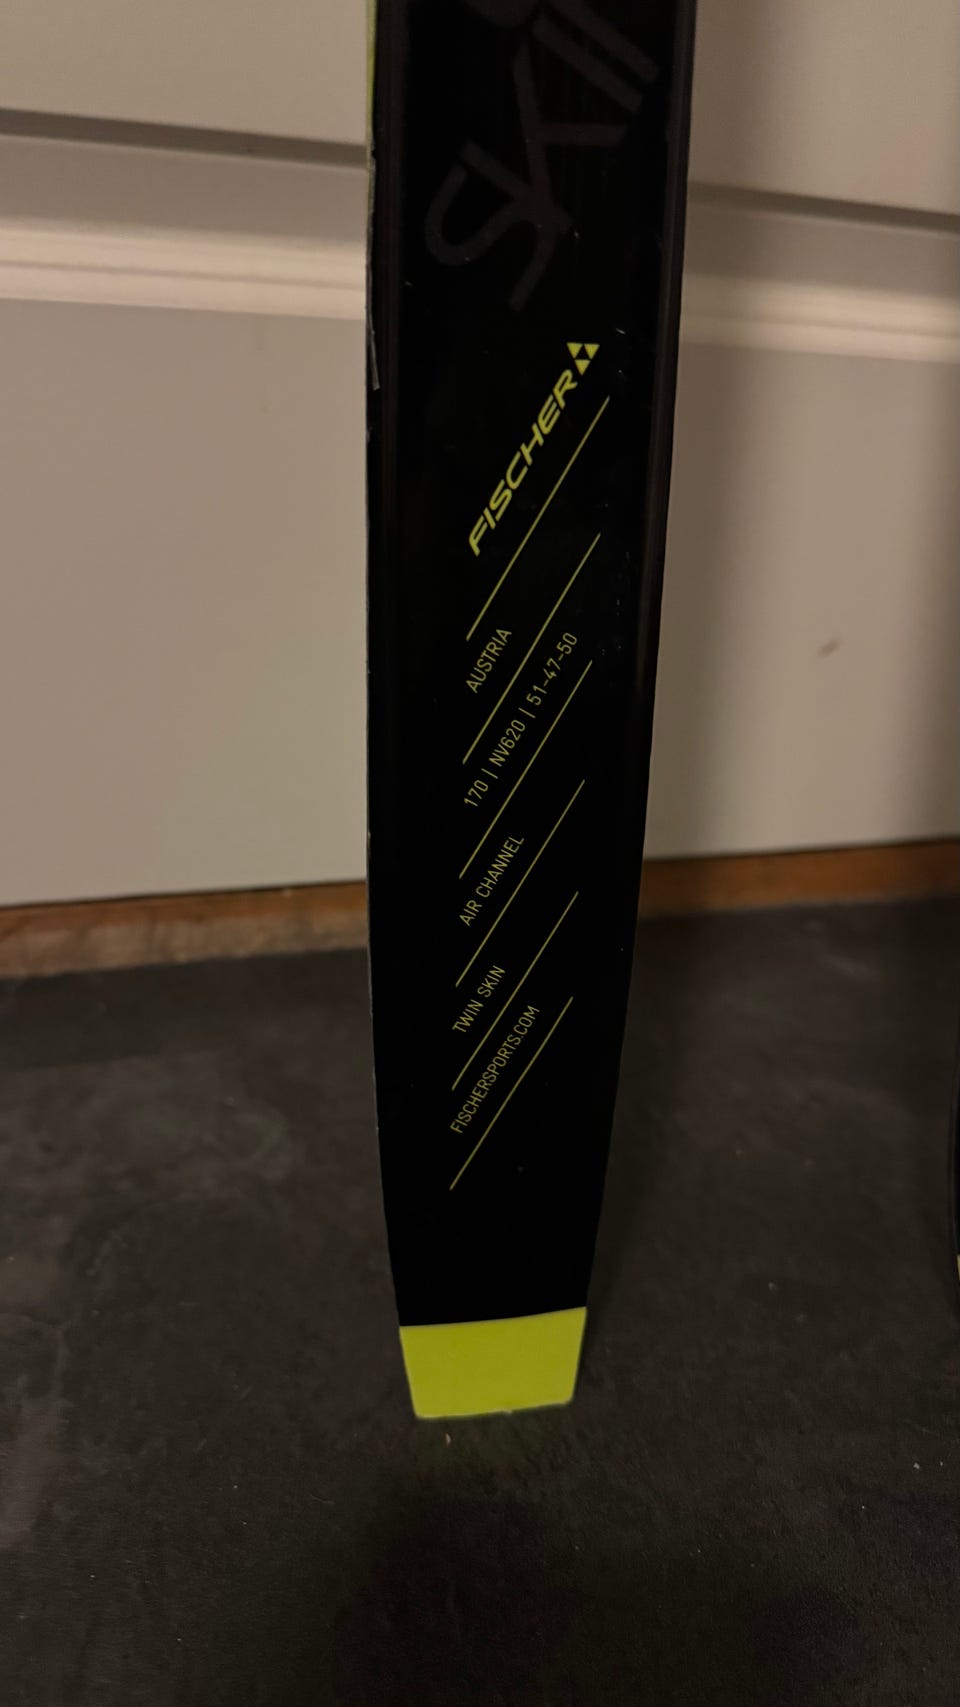 FISCHER
AUSTRIA
170 | NV620 | 51-47-50
AIR CHANNEL
TWIN SKIN
FISCHERSPORTS.COM